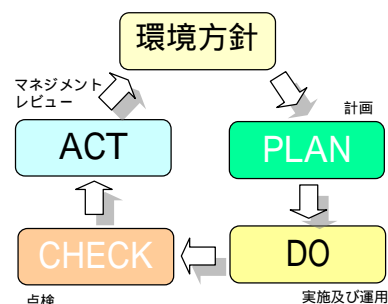 環境方針
マネジメント
レビュー
計画
ACT
PLAN
CHECK
DO
点検
実施及び運用